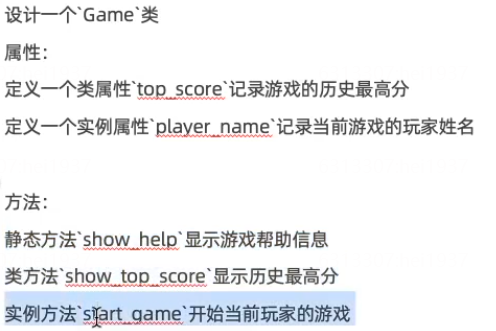 设计一个`Game`类
属性：
定义一个类属性`top_score`记录游戏的历史最高分
定义一个实例属性`player_name`记录当前游戏的玩家姓名
方法：
静态方法`show_help`显示游戏帮助信息
类方法`show_top_score`显示历史最高分
实例方法`start_game`开始当前玩家的游戏